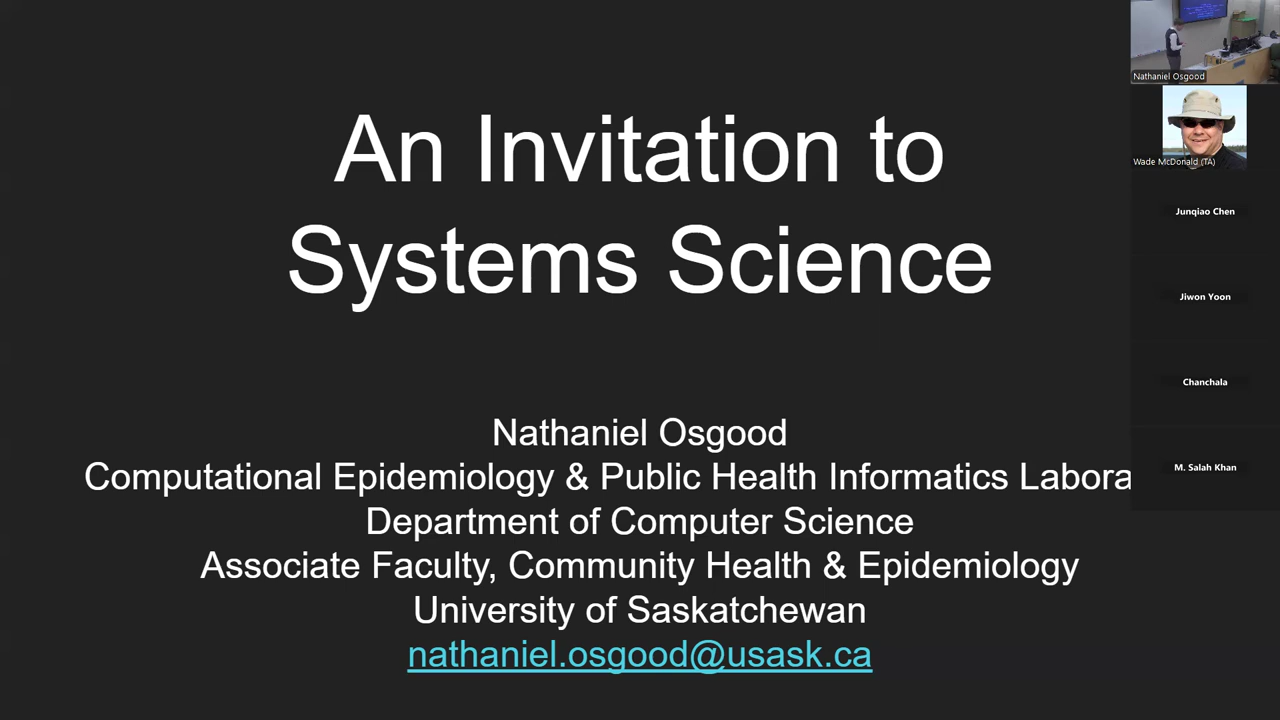 An Invitation to
Systems Science
Nathaniel Osgood
Computational Epidemiology & Public Health Informatics Labora
Department of Computer Science
Associate Faculty, Community Health & Epidemiology
University of Saskatchewan
nathaniel.osgood@usask.ca
Nathaniel Osgood
Wade McDonald (TA)
Junqiao Chen
Jiwon Yoon
Chanchala
M. Salah Khan